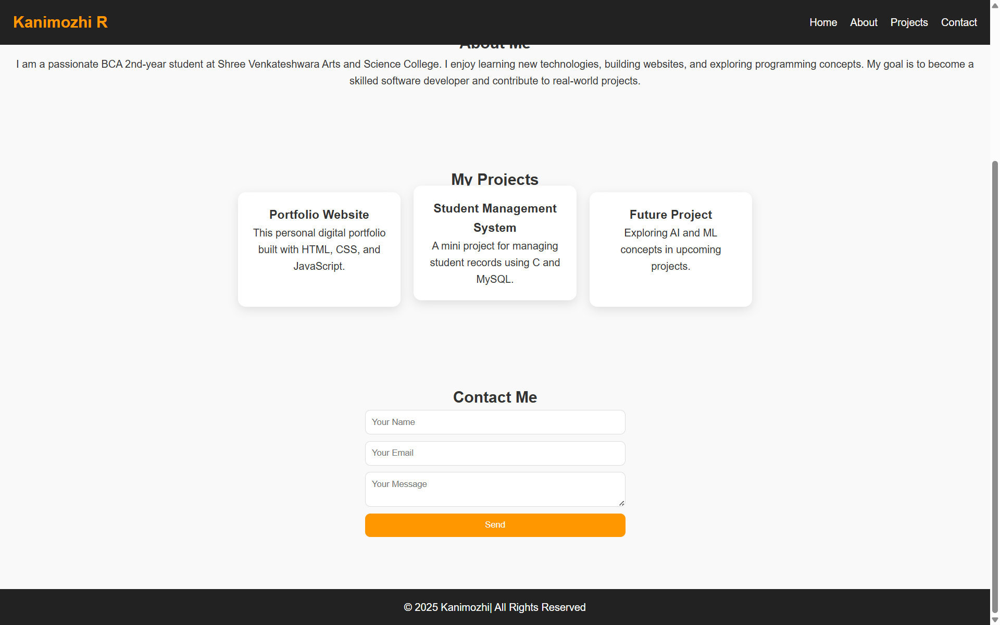 Kanimozhi R
Home About Projects Contact
About Me
I am a passionate BCA 2nd-year student at Shree Venkateshwara Arts and Science College. I enjoy learning new technologies, building websites, and exploring programming concepts. My goal is to become a
skilled software developer and contribute to real-world projects.
My Projects
Portfolio Website
This personal digital portfolio
built with HTML, CSS, and
JavaScript.
Student Management
System
A mini project for managing
student records using C and
MySQL.
Future Project
Exploring AI and ML
concepts in upcoming
projects.
Contact Me
Your Name
Your Email
Your Message
Send
© 2025 Kanimozhi| All Rights Reserved